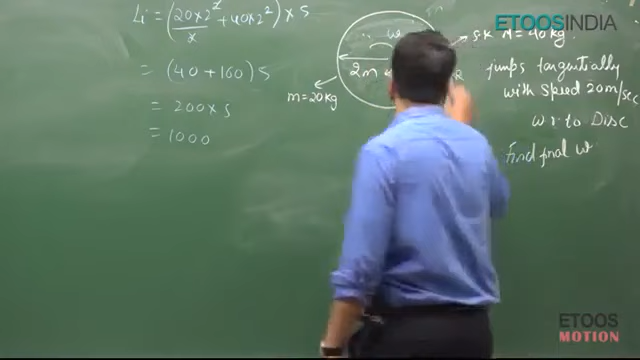 Li = (20×2²/2 + 40×2²) × 5
= (40 + 160) 5
= 200 × 5
= 1000
ω
2m
m = 20kg
M = 40kg.
jumps tangentially
with speed 20m/sec
w.r.to Disc
Find final ω
ETOOSINDIA
ETOOS
MOTION